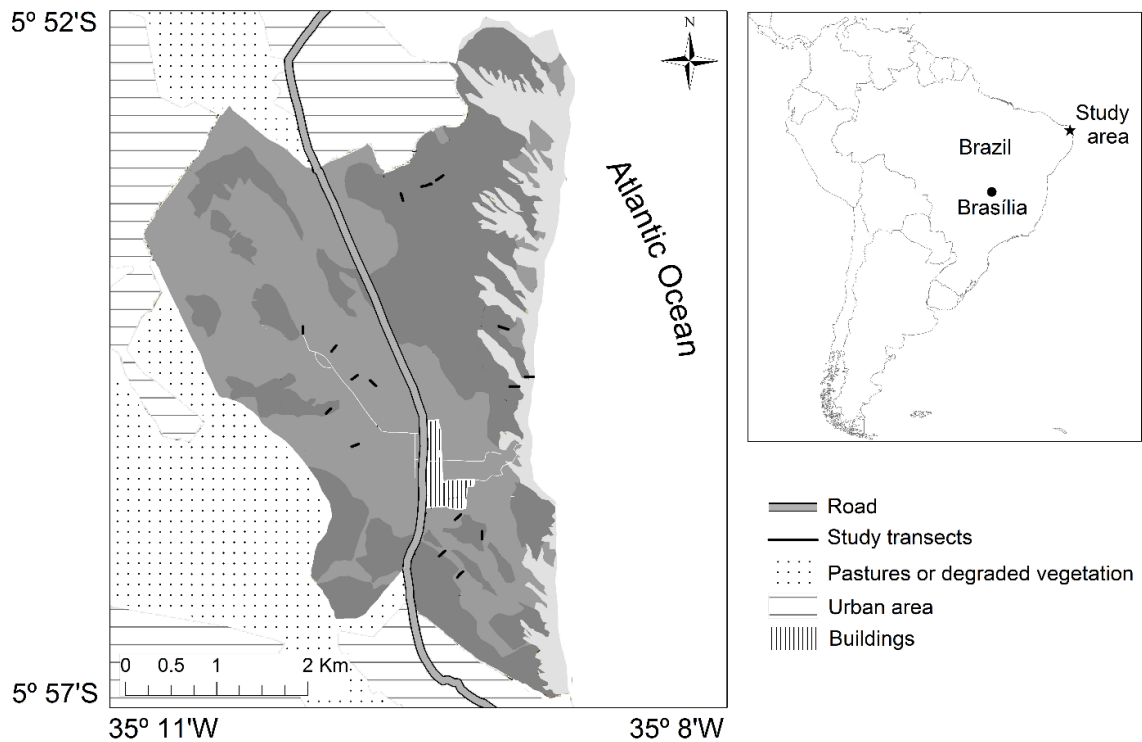 5º 52'S
N
Atlantic Ocean
0 0.5 1 2 Km
5º 57'S
35º 11'W
35º 8'W
Study
area
Brazil
Brasília
Road
Study transects
Pastures or degraded vegetation
Urban area
Buildings